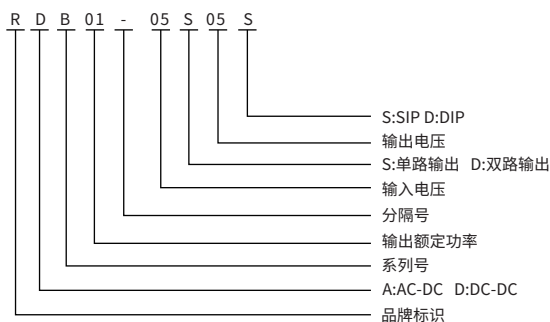 R D B 01 - 05 S 05 S
S:SIP D:DIP
输出电压
S:单路输出 D:双路输出
输入电压
分隔号
输出额定功率
系列号
A:AC-DC D:DC-DC
品牌标识